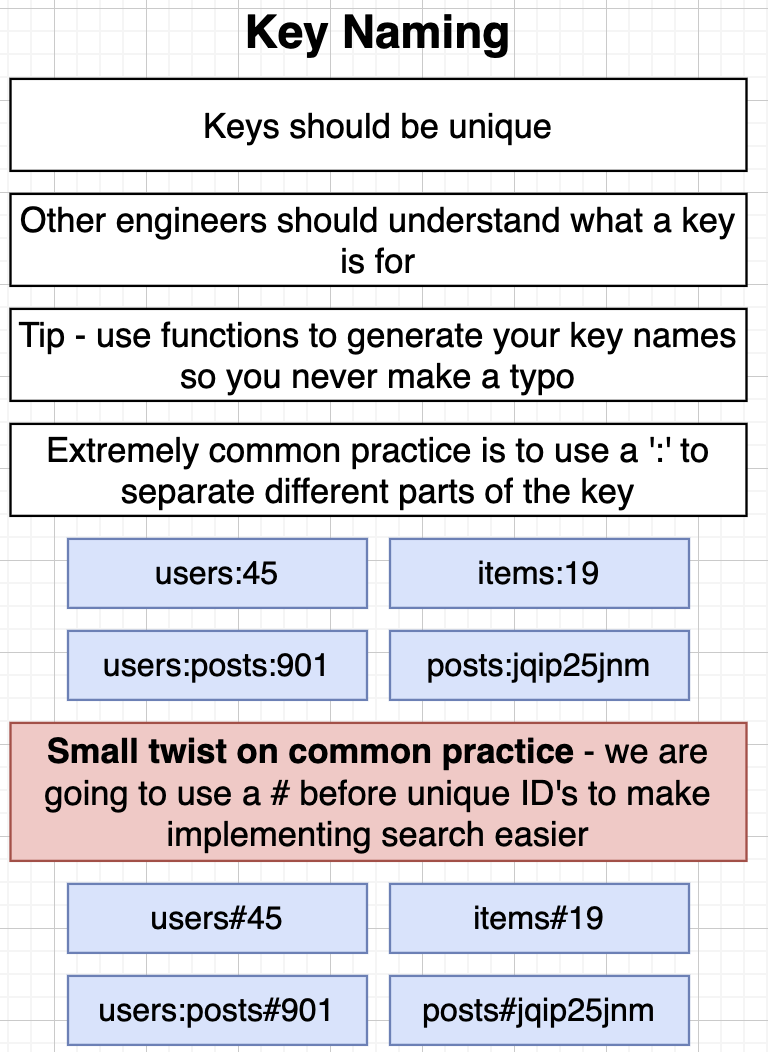 Key Naming
Keys should be unique
Other engineers should understand what a key
is for
Tip - use functions to generate your key names
so you never make a typo
Extremely common practice is to use a ':' to
separate different parts of the key
users:45
items:19
users:posts:901
posts:jqip25jnm
Small twist on common practice - we are
going to use a # before unique ID's to make
implementing search easier
users#45
items#19
users:posts#901
posts#jqip25jnm